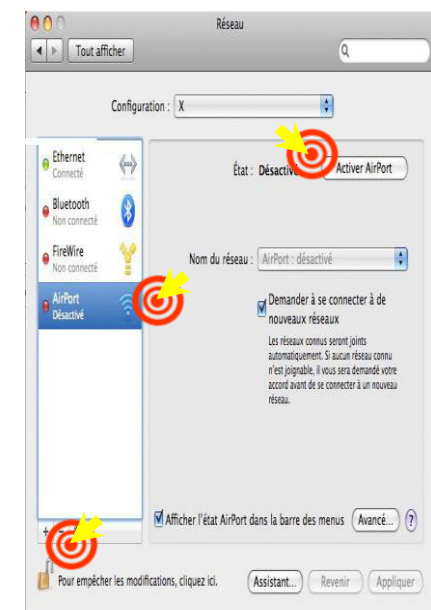 Réseau
Tout afficher
Configuration : X
Ethernet
Connecté
Bluetooth
Non connecté
FireWire
Non connecté
AirPort
Désactivé
État : Désactivé
Activer AirPort
Nom du réseau : AirPort : désactivé
Demander à se connecter à de
nouveaux réseaux
Les réseaux connus seront joints
automatiquement. Si aucun réseau connu
n'est joignable, il vous sera demandé votre
accord avant de se connecter à un nouveau
réseau.
Afficher l'état AirPort dans la barre des menus Avancé... ?
Pour empêcher les modifications, cliquez ici.
Assistant... Revenir Appliquer